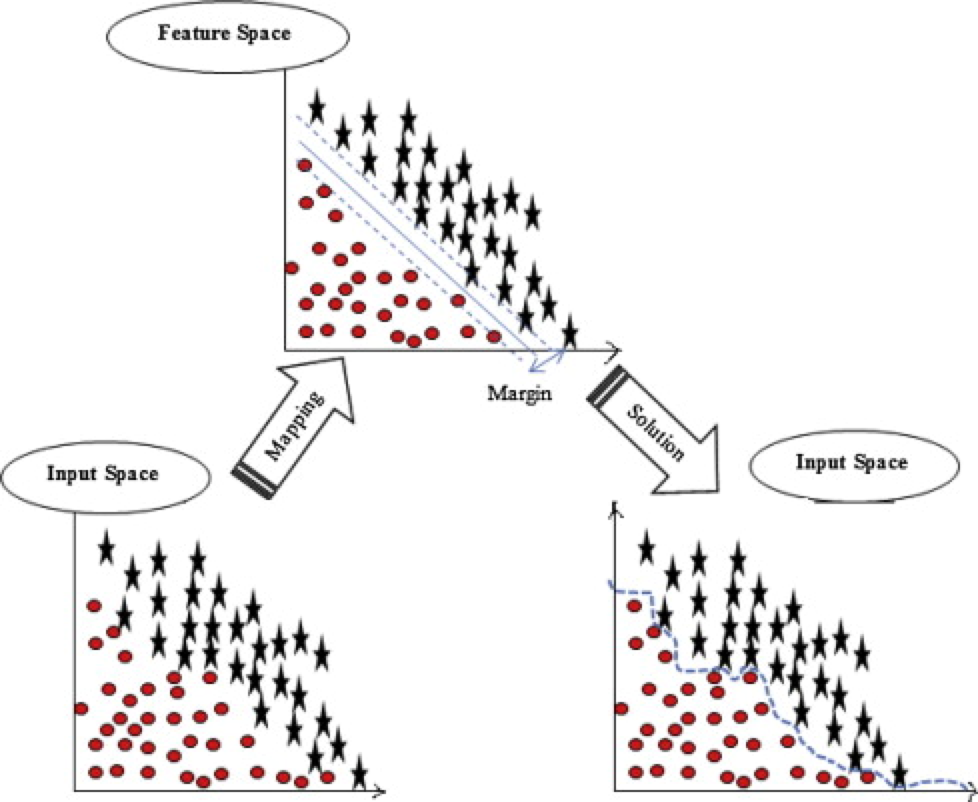 Feature Space
Margin
Mapping
Solution
Input Space
Input Space